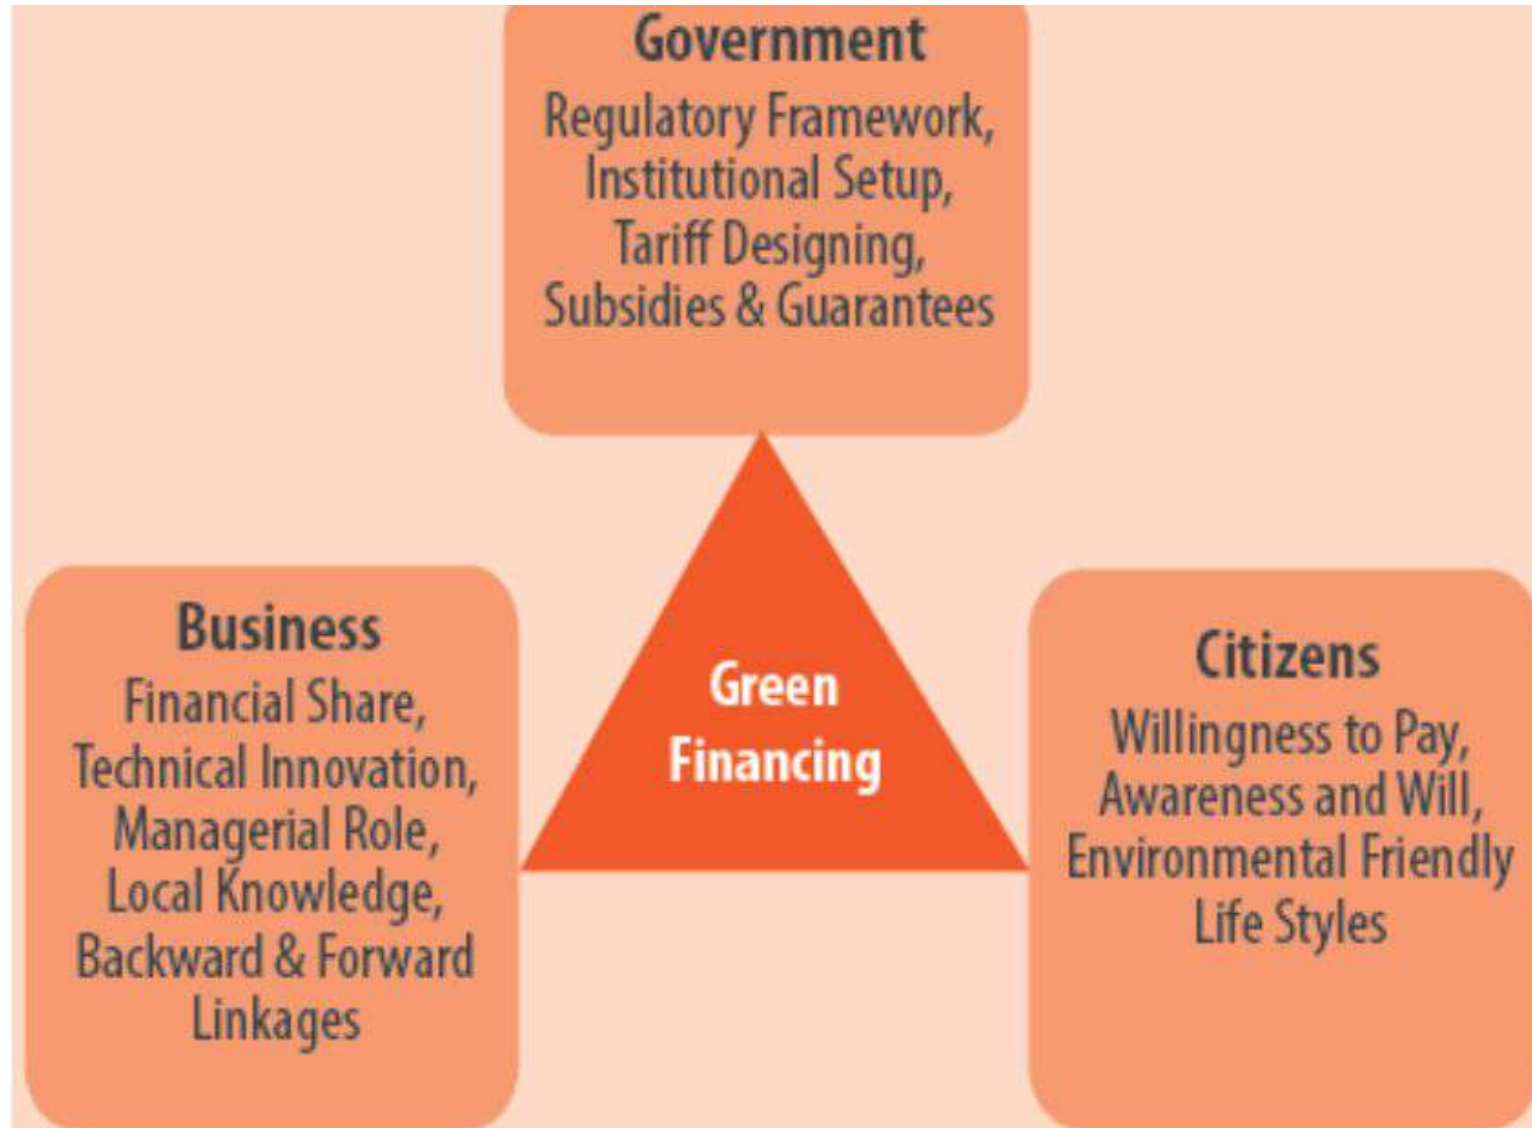 Government
Regulatory Framework,
Institutional Setup,
Tariff Designing,
Subsidies & Guarantees
Business
Financial Share,
Technical Innovation,
Managerial Role,
Local Knowledge,
Backward & Forward
Linkages
Green
Financing
Citizens
Willingness to Pay,
Awareness and Will,
Environmental Friendly
Life Styles